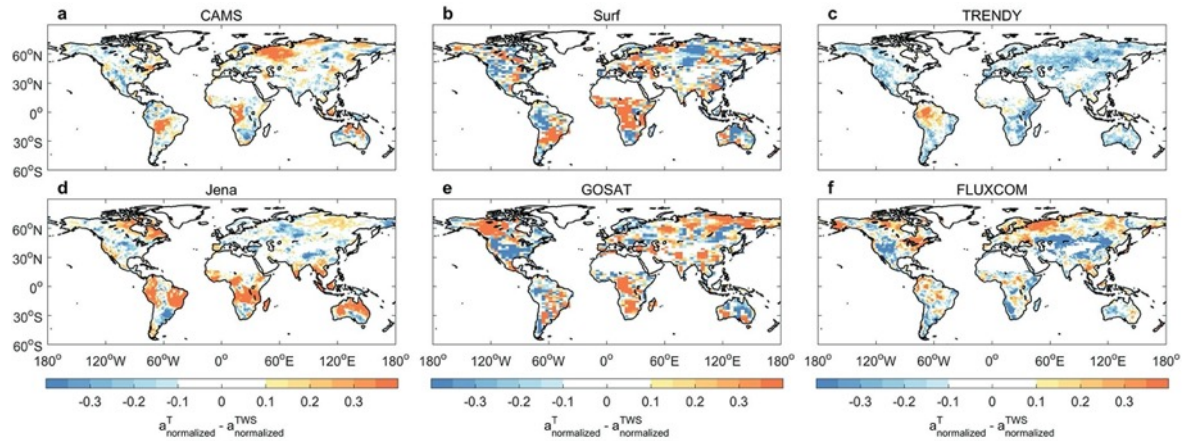 a CAMS
b Surf
c TRENDY
60°N
30°N
0°
30°S
60°S
d Jena
e GOSAT
f FLUXCOM
60°N
30°N
0°
30°S
60°S
180° 120°W 60°W 0° 60°E 120°E 180° 120°W 60°W 0° 60°E 120°E 180° 120°W 60°W 0° 60°E 120°E 180°
-0.3 -0.2 -0.1 0.1 0.2 0.3 -0.3 -0.2 -0.1 0.1 0.2 0.3 -0.3 -0.2 -0.1 0.1 0.2 0.3
0 0 0
a^T_normalized - a^TWS_normalized a^T_normalized - a^TWS_normalized a^T_normalized - a^TWS_normalized